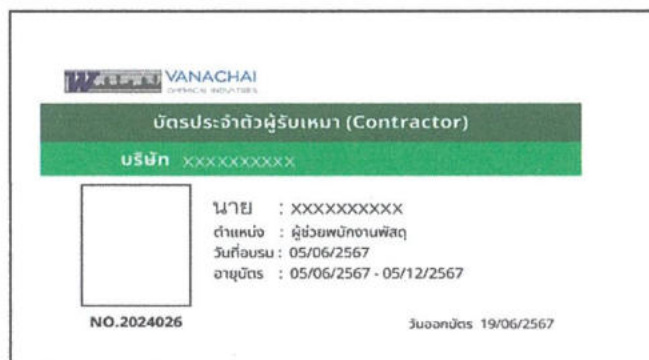 VANACHAI
CHEMICAL INDUSTRIES
บัตรประจำตัวผู้รับเหมา (Contractor)
บริษัท xxxxxxxxxx
นาย : xxxxxxxxxx
ตำแหน่ง : ผู้ช่วยพนักงานพัสดุ
วันที่อบรม : 05/06/2567
อายุบัตร : 05/06/2567 - 05/12/2567
NO.2024026
วันออกบัตร 19/06/2567